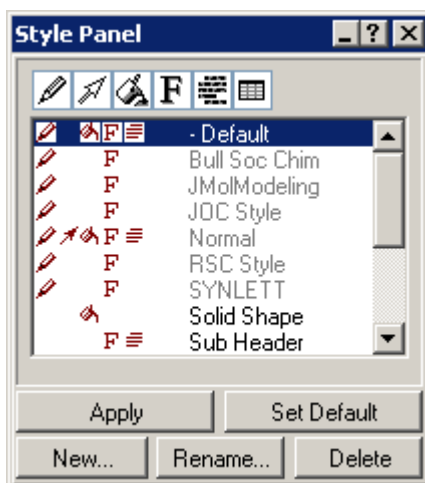 Style Panel
F
F - Default
F Bull Soc Chim
F JMolModeling
F JOC Style
F Normal
F RSC Style
F SYNLETT
Solid Shape
F Sub Header
Apply Set Default
New... Rename... Delete